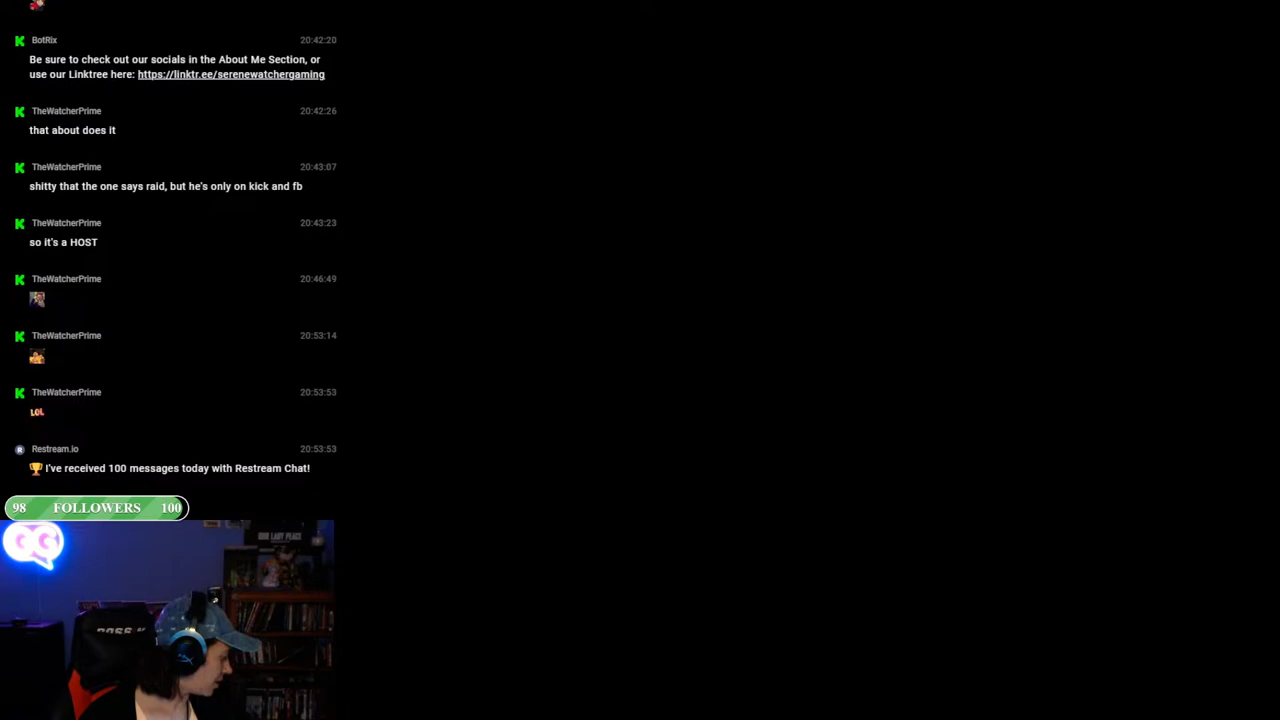 BotRix 20:42:20
Be sure to check out our socials in the About Me Section, or
use our Linktree here: https://linktr.ee/serenewatchergaming
TheWatcherPrime 20:42:26
that about does it
TheWatcherPrime 20:43:07
shitty that the one says raid, but he's only on kick and fb
TheWatcherPrime 20:43:23
so it's a HOST
TheWatcherPrime 20:46:49
TheWatcherPrime 20:53:14
TheWatcherPrime 20:53:53
LOL
R Restream.io 20:53:53
I've received 100 messages today with Restream Chat!
98 FOLLOWERS 100
GG
LADY PEACE